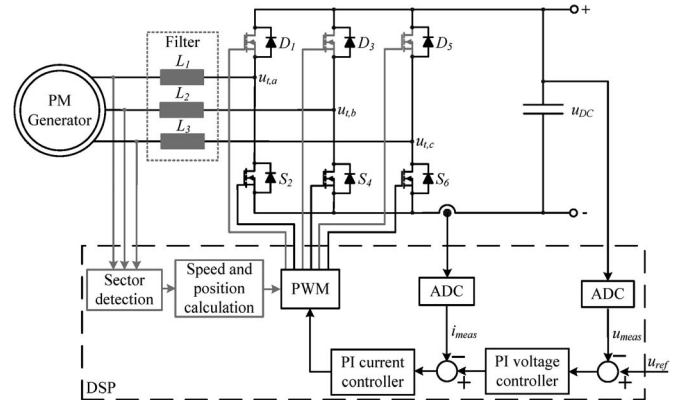 Filter
D1
D3
D5
+
L1
PM
Generator
ut,a
L2
ut,b
uDC
L3
ut,c
S2
S4
S6
-
Sector
detection
Speed and
position
calculation
PWM
ADC
ADC
imeas
umeas
PI current
controller
−
+
PI voltage
controller
−
+
uref
DSP